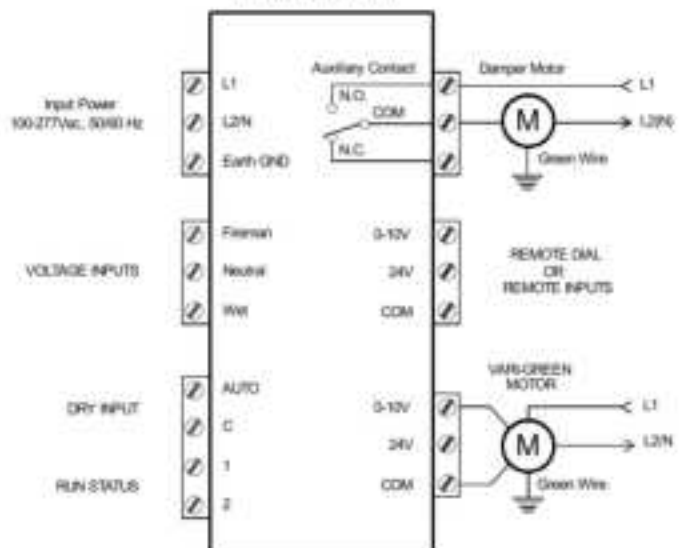 Input Power
100-277Vac, 50/60 Hz
L1
L2/N
Earth GND
Auxiliary Contact
N.O.
COM
N.C.
Damper Motor
L1
M
L2(N)
Green Wire
VOLTAGE INPUTS
Fireman
Neutral
Wet
0-10V
24V
COM
REMOTE DIAL
OR
REMOTE INPUTS
DRY INPUT
RUN STATUS
AUTO
C
1
2
0-10V
24V
COM
VARI-GREEN
MOTOR
L1
M
L2/N
Green Wire